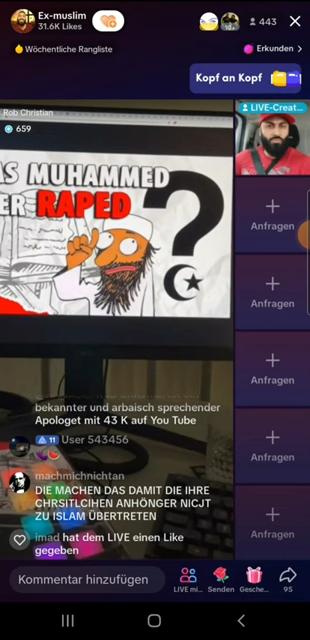 Ex-muslim
31.6K Likes
443
Wöchentliche Rangliste
Erkunden
Kopf an Kopf
Rob Christian
659
LIVE-Creat...
AS MUHAMMED
ER RAPED
?
Anfragen
Anfragen
Anfragen
Anfragen
Anfragen
bekannter und arbaisch sprechender
Apologet mit 43 K auf You Tube
11 User 543456
machmichnichtan
DIE MACHEN DAS DAMIT DIE IHRE
CHRSITLCIHEN ANHÖNGER NICJT
ZU ISLAM ÜBERTRETEN
imad hat dem LIVE einen Like
gegeben
Kommentar hinzufügen
LIVE mi...
Senden
Gesche...
95